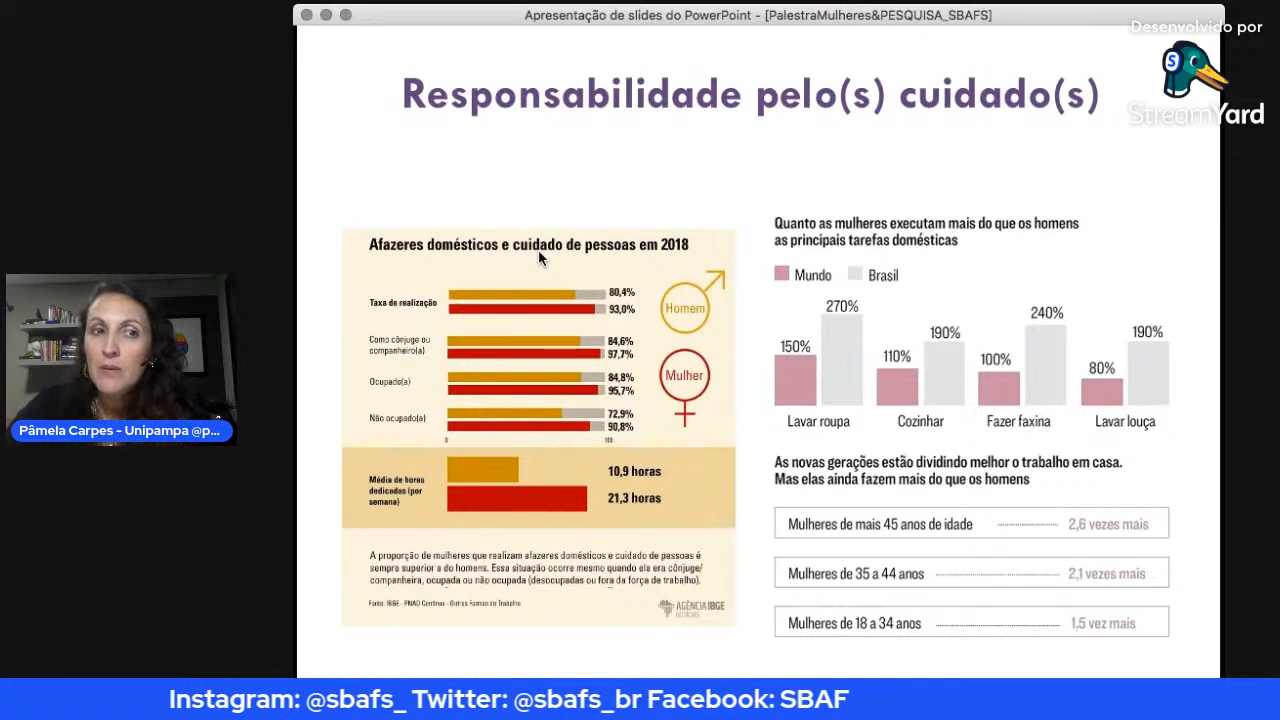 Apresentação de slides do PowerPoint - [PalestraMulheres&PESQUISA_SBAFS]
Desenvolvido por
S
StreamYard
Responsabilidade pelo(s) cuidado(s)
Afazeres domésticos e cuidado de pessoas em 2018
Taxa de realização
80,4%
93,0%
Como cônjuge ou
companheiro(a)
84,6%
97,7%
Ocupado(a)
84,8%
95,7%
Não ocupado(a)
72,9%
90,8%
0
100
Homem
Mulher
Média de horas
dedicadas (por
semana)
10,9 horas
21,3 horas
A proporção de mulheres que realizam afazeres domésticos e cuidado de pessoas é
sempre superior a do homens. Essa situação ocorre mesmo quando ela era cônjuge/
companheira, ocupada ou não ocupada (desocupadas ou fora da força de trabalho).
Fonte: IBGE - PNAD Contínua - Outras Formas de Trabalho
AGÊNCIA IBGE
NOTÍCIAS
Quanto as mulheres executam mais do que os homens
as principais tarefas domésticas
Mundo
Brasil
150%
270%
Lavar roupa
110%
190%
Cozinhar
100%
240%
Fazer faxina
80%
190%
Lavar louça
As novas gerações estão dividindo melhor o trabalho em casa.
Mas elas ainda fazem mais do que os homens
Mulheres de mais 45 anos de idade 2,6 vezes mais
Mulheres de 35 a 44 anos 2,1 vezes mais
Mulheres de 18 a 34 anos 1,5 vez mais
Pâmela Carpes - Unipampa @p...
Instagram: @sbafs_ Twitter: @sbafs_br Facebook: SBAF